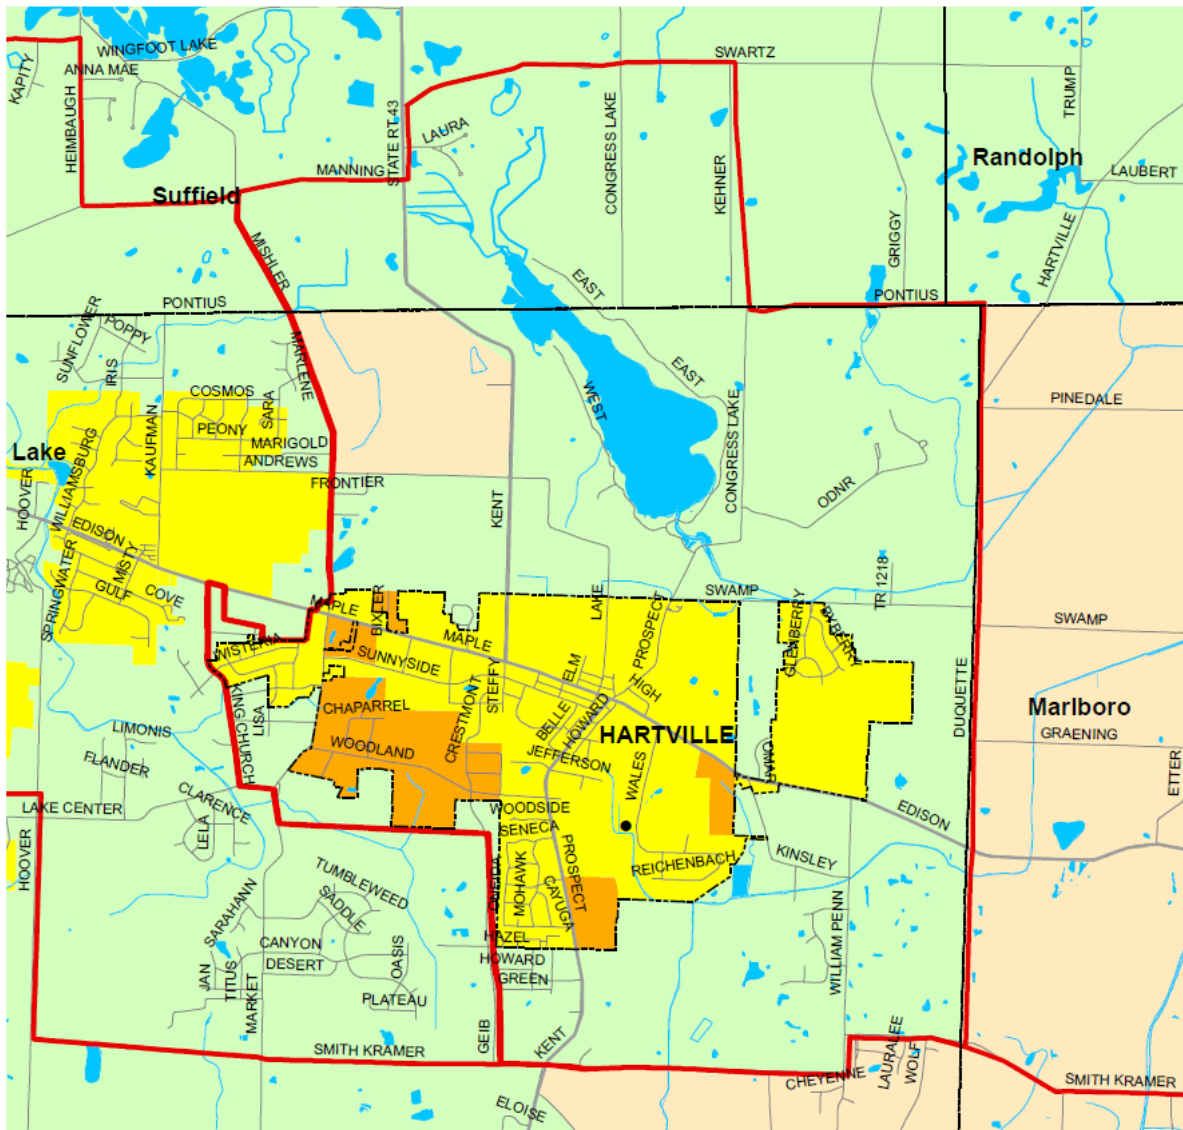 WINGFOOT LAKE
SWARTZ
KAPITY
ANNA MAE
HEIMBAUGH
STATE RT 43
LAURA
CONGRESS LAKE
KEHNER
TRUMP
Randolph
LAUBERT
MANNING
Suffield
GRIGGY
HARTVILLE
MISHLER
EAST
PONTIUS
PONTIUS
SUNFLOWER
POPPY
IRIS
MARLENE
EAST
WEST
COSMOS
SARA
PEONY
KAUFMAN
MARIGOLD
ANDREWS
CONGRESS LAKE
PINEDALE
Lake
HOOVER
WILLIAMSBURG
FRONTIER
KENT
ODNR
EDISON
MISTY
SPRINGWATER
GULF
COVE
MAPLE
BIXLER
MAPLE
LAKE
SWAMP
TR 1218
SWAMP
WISTERIA
SUNNYSIDE
STEFFY
ELM
PROSPECT
HIGH
GLENBERRY
RYBERRY
DUQUETTE
KING CHURCH
LISA
CHAPARREL
CRESTMONT
BELLE
HOWARD
HARTVILLE
Marlboro
LIMONIS
WOODLAND
JEFFERSON
WALES
OMAR
GRAENING
FLANDER
ETTER
LAKE CENTER
CLARENCE
LELA
WOODSIDE
SENECA
EDISON
HOOVER
ONEIDA
MOHAWK
CAYUGA
PROSPECT
REICHENBACH
KINSLEY
TUMBLEWEED
SADDLE
SARAHANN
WILLIAM PENN
CANYON
DESERT
OASIS
HAZEL
HOWARD
GREEN
JAN
TITUS
MARKET
PLATEAU
GEIB
KENT
SMITH KRAMER
CHEYENNE
LAURALEE
WOLF
SMITH KRAMER
ELOISE